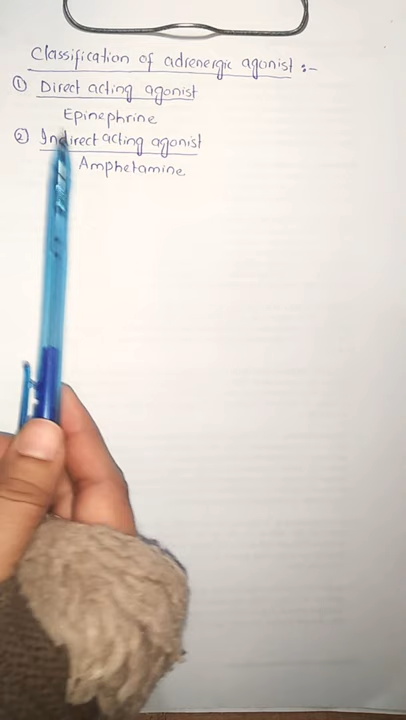 Classification of adrenergic agonist :-
① Direct acting agonist
Epinephrine
② Indirect acting agonist
Amphetamine